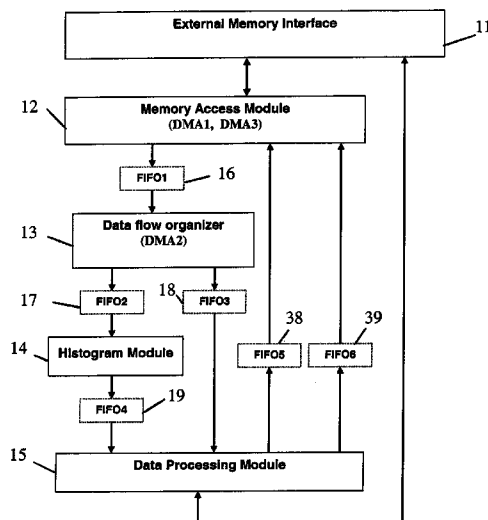 External Memory Interface
11
12
Memory Access Module
(DMA1, DMA3)
FIFO1
16
13
Data flow organizer
(DMA2)
17
FIFO2
18
FIFO3
38
39
14
Histogram Module
FIFO5
FIFO6
FIFO4
19
15
Data Processing Module